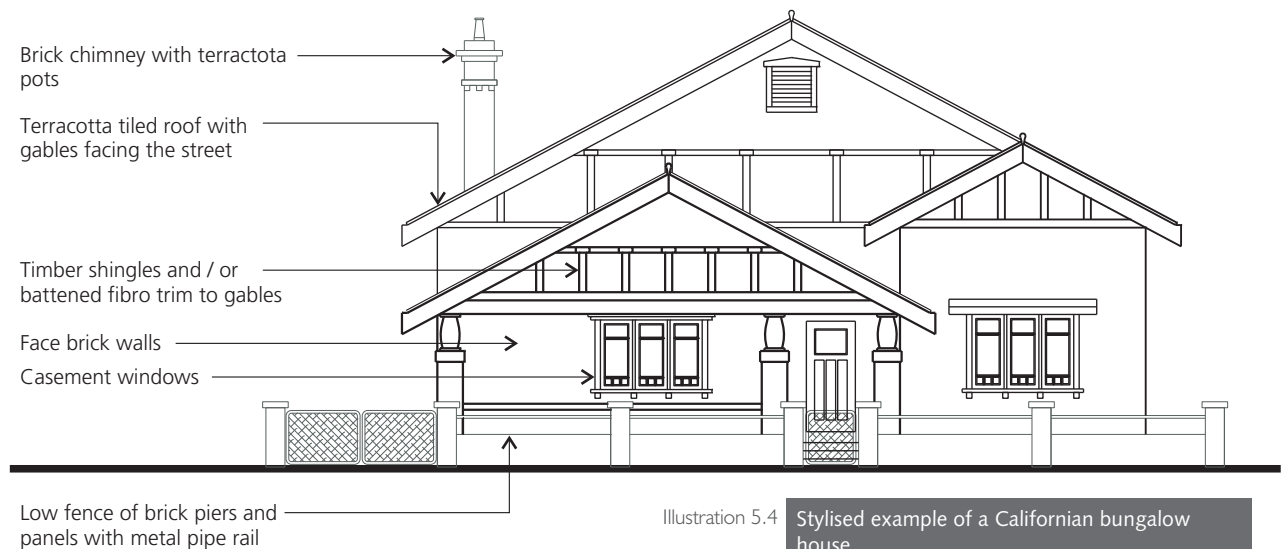 Brick chimney with terractota
pots
Terracotta tiled roof with
gables facing the street
Timber shingles and / or
battened fibro trim to gables
Face brick walls
Casement windows
Low fence of brick piers and
panels with metal pipe rail
Illustration 5.4
Stylised example of a Californian bungalow
house